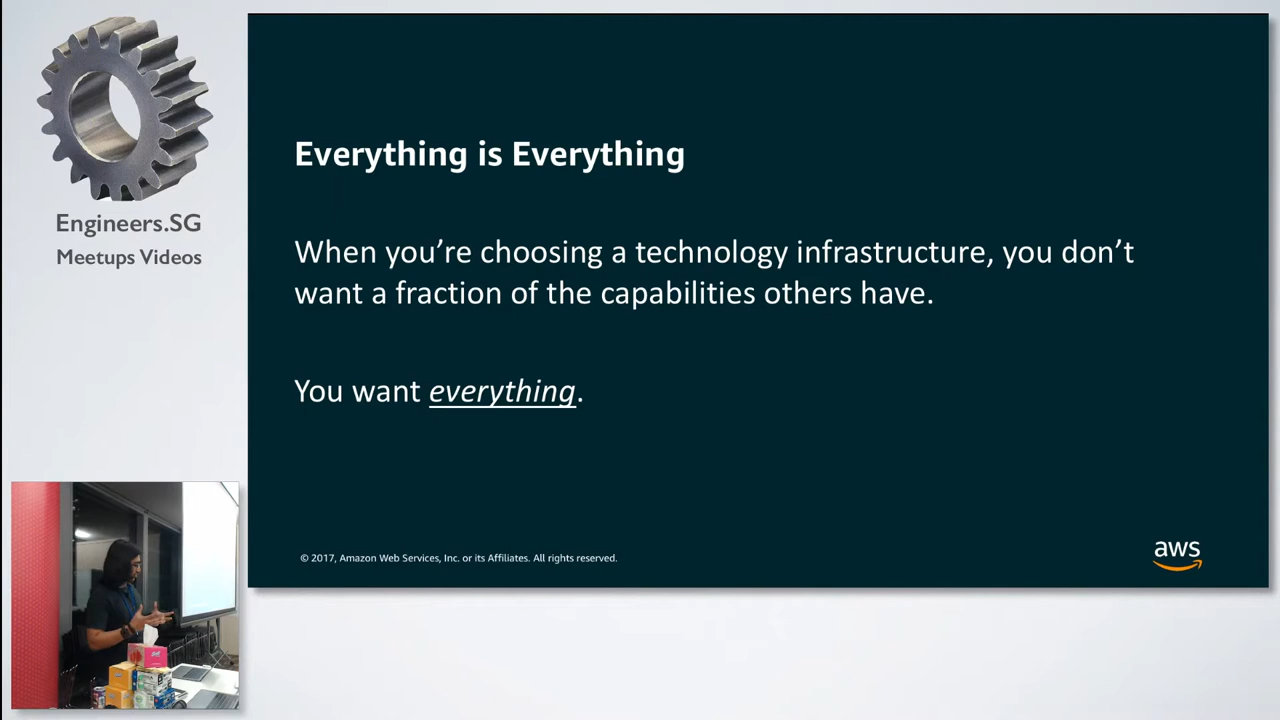 Engineers.SG
Meetups Videos
Everything is Everything
When you’re choosing a technology infrastructure, you don’t
want a fraction of the capabilities others have.
You want everything.
© 2017, Amazon Web Services, Inc. or its Affiliates. All rights reserved.
aws